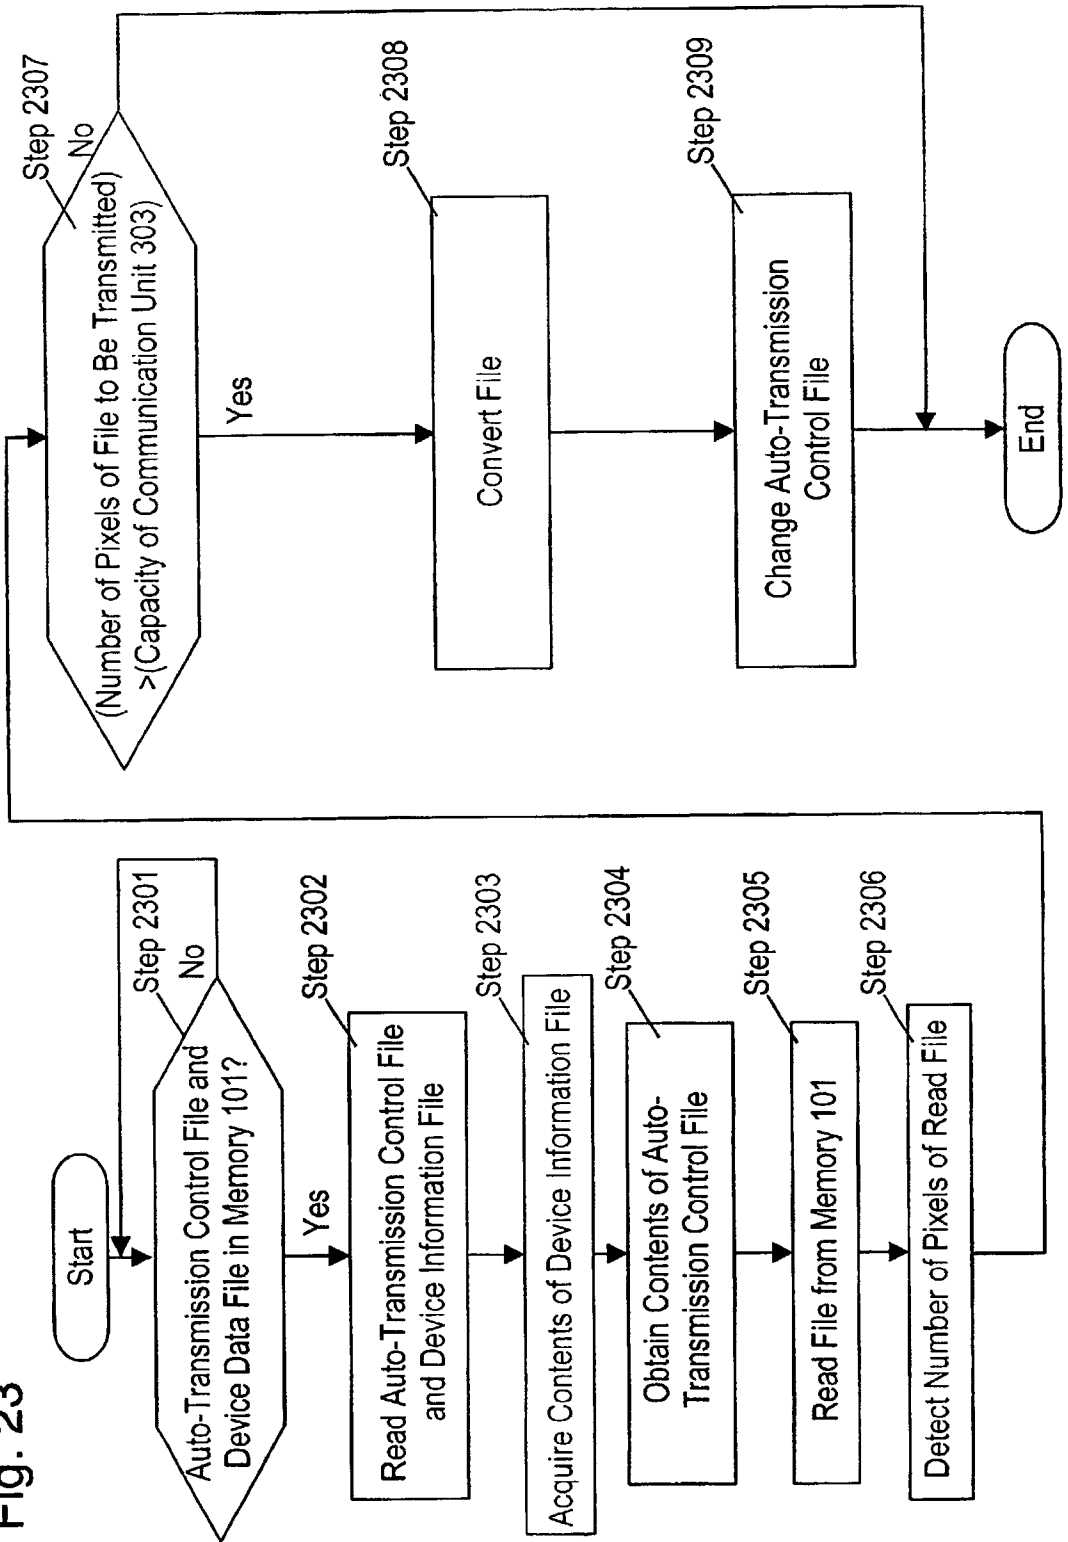 Fig. 23
Start
Step 2301
Auto-Transmission Control File and
Device Data File in Memory 101?
No
Yes
Step 2302
Read Auto-Transmission Control File
and Device Information File
Step 2303
Acquire Contents of Device Information File
Step 2304
Obtain Contents of Auto-
Transmission Control File
Step 2305
Read File from Memory 101
Step 2306
Detect Number of Pixels of Read File
Step 2307
(Number of Pixels of File to Be Transmitted)
>(Capacity of Communication Unit 303)
No
Yes
Step 2308
Convert File
Step 2309
Change Auto-Transmission
Control File
End